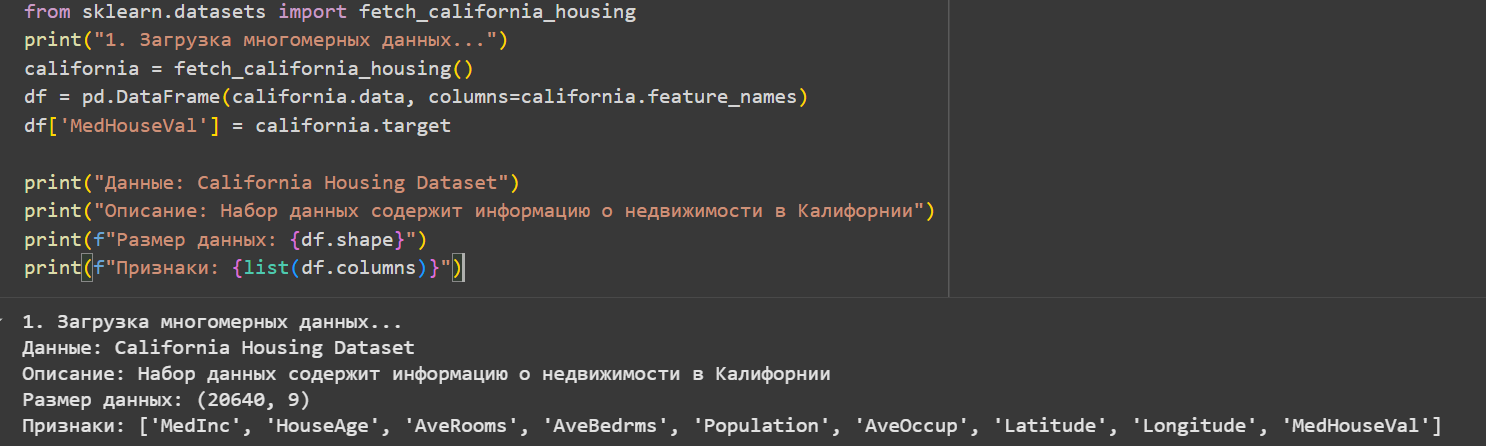 from sklearn.datasets import fetch_california_housing
print("1. Загрузка многомерных данных...")
california = fetch_california_housing()
df = pd.DataFrame(california.data, columns=california.feature_names)
df['MedHouseVal'] = california.target
print("Данные: California Housing Dataset")
print("Описание: Набор данных содержит информацию о недвижимости в Калифорнии")
print(f"Размер данных: {df.shape}")
print(f"Признаки: {list(df.columns)}")
1. Загрузка многомерных данных...
Данные: California Housing Dataset
Описание: Набор данных содержит информацию о недвижимости в Калифорнии
Размер данных: (20640, 9)
Признаки: ['MedInc', 'HouseAge', 'AveRooms', 'AveBedrms', 'Population', 'AveOccup', 'Latitude', 'Longitude', 'MedHouseVal']